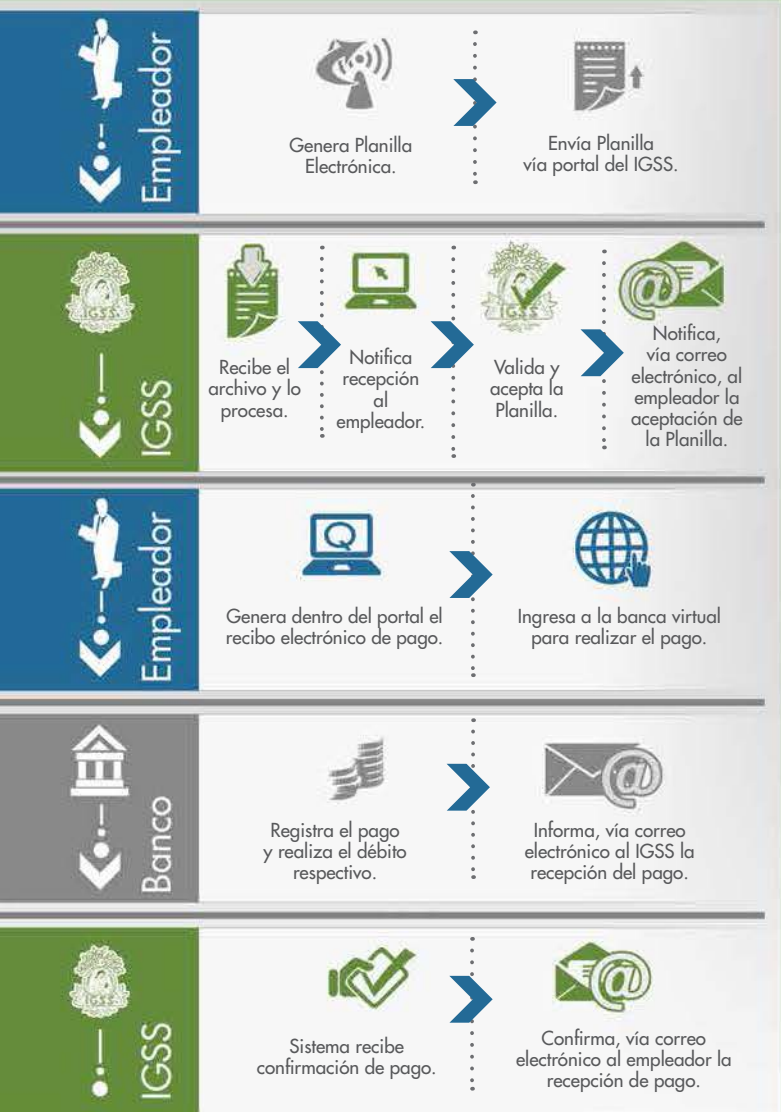 Empleador
Genera Planilla
Electrónica.
Envía Planilla
vía portal del IGSS.
IGSS
IGSS
Recibe el
archivo y lo
procesa.
Notifica
recepción
al
empleador.
IGSS
Valida y
acepta la
Planilla.
@
Notifica,
vía correo
electrónico, al
empleador la
aceptación de
la Planilla.
Empleador
Q
Genera dentro del portal el
recibo electrónico de pago.
Ingresa a la banca virtual
para realizar el pago.
Banco
Registra el pago
y realiza el débito
respectivo.
@
Informa, vía correo
electrónico al IGSS la
recepción del pago.
IGSS
IGSS
Sistema recibe
confirmación de pago.
@
Confirma, vía correo
electrónico al empleador la
recepción de pago.